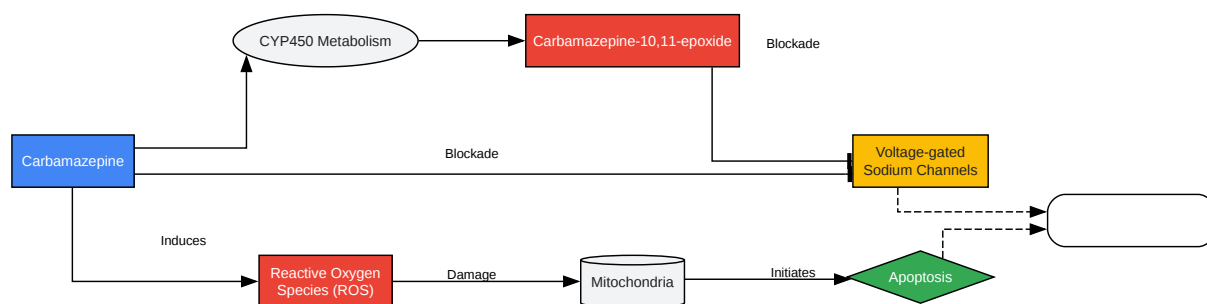 CYP450 Metabolism
Carbamazepine-10,11-epoxide
Blockade
Carbamazepine
Blockade
Voltage-gated
Sodium Channels
Induces
Reactive Oxygen
Species (ROS)
Damage
Mitochondria
Initiates
Apoptosis